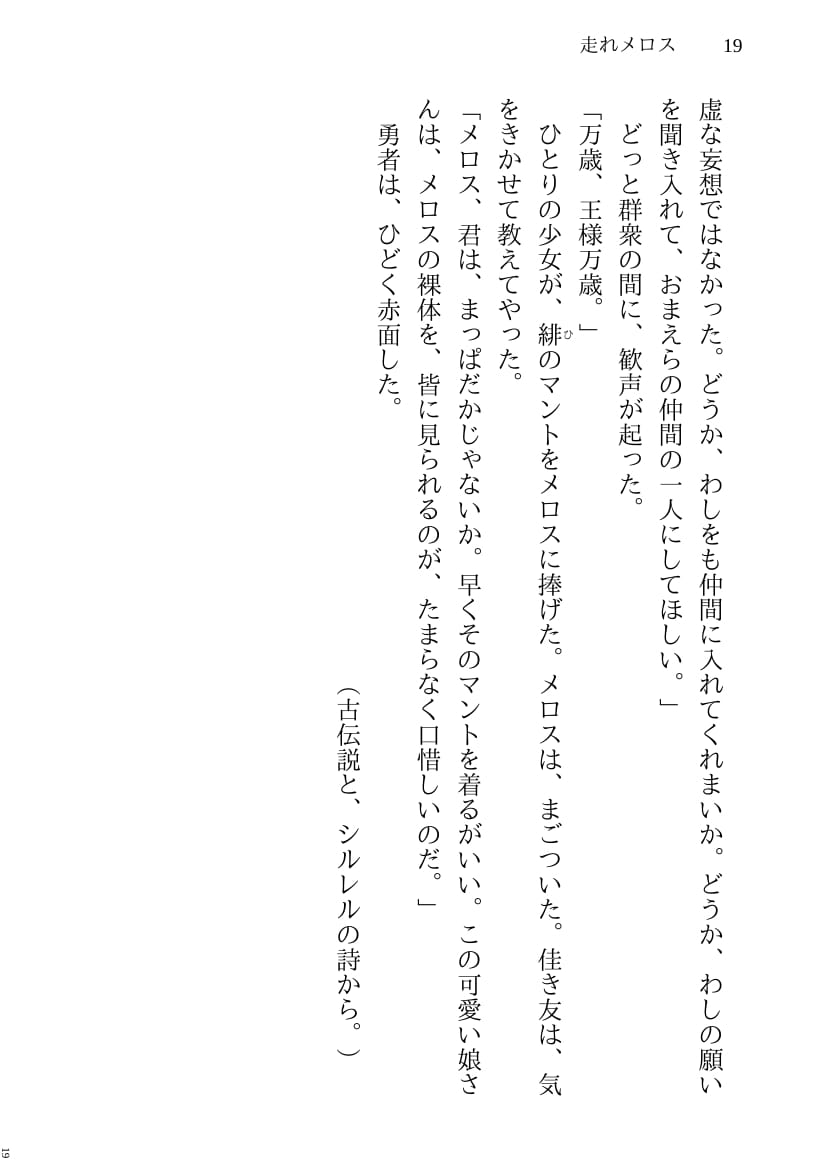 走れメロス 19
虚な妄想ではなかった。どうか、わしをも仲間に入れてくれまいか。どうか、わしの願い
を聞き入れて、おまえらの仲間の一人にしてほしい。」
どっと群衆の間に、歓声が起った。
「万歳、王様万歳。」
ひとりの少女が、緋のマントをメロスに捧げた。メロスは、まごついた。佳き友は、気
ひ
をきかせて教えてやった。
「メロス、君は、まっぱだかじゃないか。早くそのマントを着るがいい。この可愛い娘さ
んは、メロスの裸体を、皆に見られるのが、たまらなく口惜しいのだ。」
勇者は、ひどく赤面した。
（古伝説と、シルレルの詩から。）
19